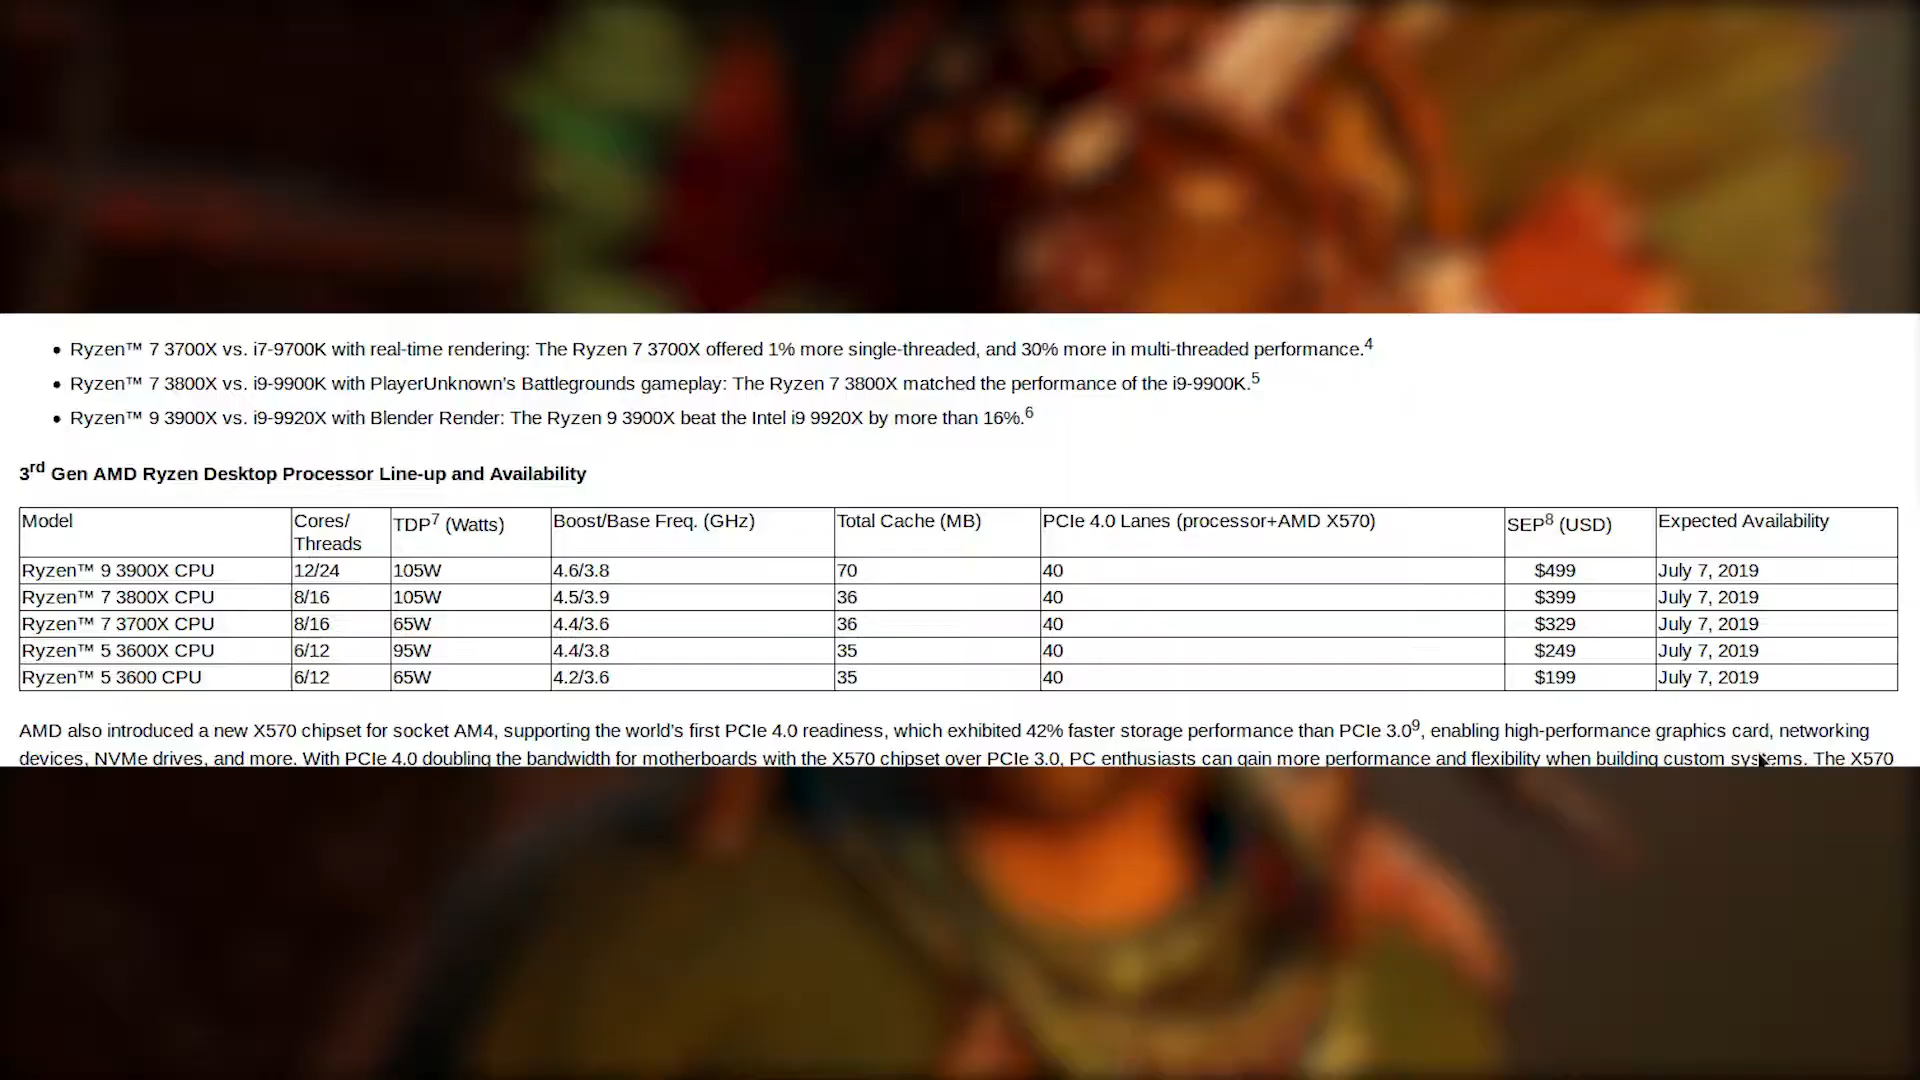 • Ryzen™ 7 3700X vs. i7-9700K with real-time rendering: The Ryzen 7 3700X offered 1% more single-threaded, and 30% more in multi-threaded performance.4
• Ryzen™ 7 3800X vs. i9-9900K with PlayerUnknown's Battlegrounds gameplay: The Ryzen 7 3800X matched the performance of the i9-9900K.5
• Ryzen™ 9 3900X vs. i9-9920X with Blender Render: The Ryzen 9 3900X beat the Intel i9 9920X by more than 16%.6
3rd Gen AMD Ryzen Desktop Processor Line-up and Availability
Model Cores/ Threads TDP7 (Watts) Boost/Base Freq. (GHz) Total Cache (MB) PCIe 4.0 Lanes (processor+AMD X570) SEP8 (USD) Expected Availability
Ryzen™ 9 3900X CPU 12/24 105W 4.6/3.8 70 40 $499 July 7, 2019
Ryzen™ 7 3800X CPU 8/16 105W 4.5/3.9 36 40 $399 July 7, 2019
Ryzen™ 7 3700X CPU 8/16 65W 4.4/3.6 36 40 $329 July 7, 2019
Ryzen™ 5 3600X CPU 6/12 95W 4.4/3.8 35 40 $249 July 7, 2019
Ryzen™ 5 3600 CPU 6/12 65W 4.2/3.6 35 40 $199 July 7, 2019
AMD also introduced a new X570 chipset for socket AM4, supporting the world's first PCIe 4.0 readiness, which exhibited 42% faster storage performance than PCIe 3.09, enabling high-performance graphics card, networking
devices, NVMe drives, and more. With PCIe 4.0 doubling the bandwidth for motherboards with the X570 chipset over PCIe 3.0, PC enthusiasts can gain more performance and flexibility when building custom systems. The X570